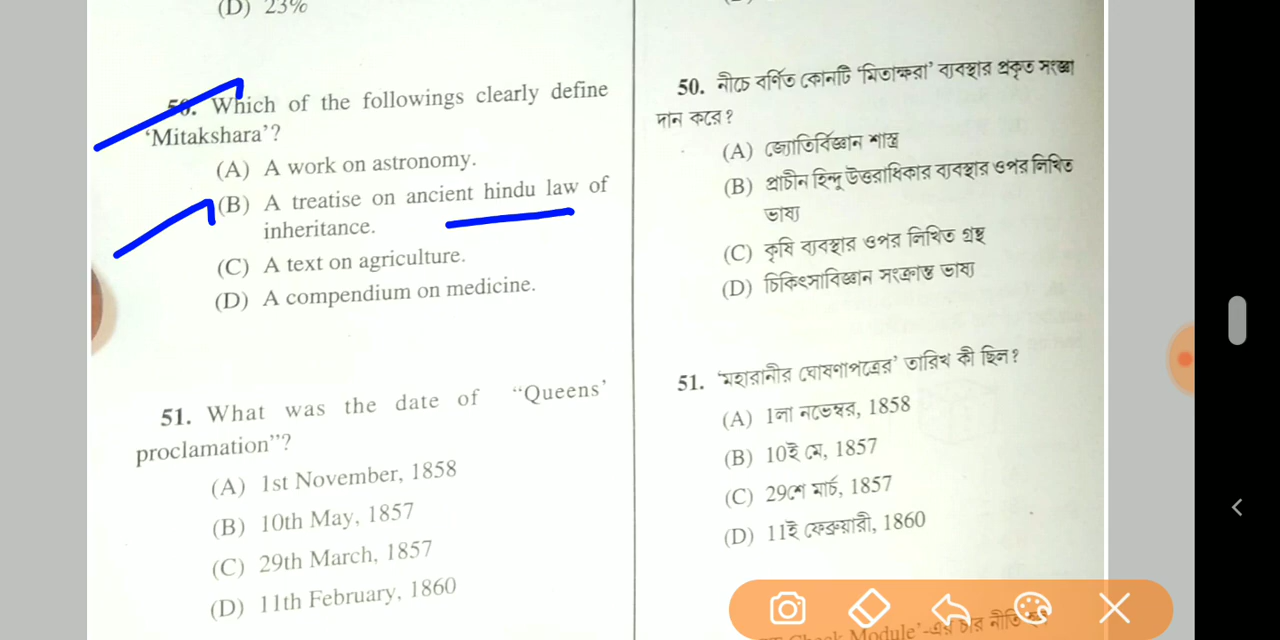 (D) 23%
50. Which of the followings clearly define
‘Mitakshara’?
(A) A work on astronomy.
(B) A treatise on ancient hindu law of
inheritance.
(C) A text on agriculture.
(D) A compendium on medicine.
51. What was the date of “Queens’
proclamation”?
(A) 1st November, 1858
(B) 10th May, 1857
(C) 29th March, 1857
(D) 11th February, 1860
50. নীচে বর্ণিত কোনটি ‘মিতাক্ষরা’ ব্যবস্থার প্রকৃত সংজ্ঞা
দান করে?
(A) জ্যোতির্বিজ্ঞান শাস্ত্র
(B) প্রাচীন হিন্দু উত্তরাধিকার ব্যবস্থার ওপর লিখিত
ভাষ্য
(C) কৃষি ব্যবস্থার ওপর লিখিত গ্রন্থ
(D) চিকিৎসাবিজ্ঞান সংক্রান্ত ভাষ্য
51. ‘মহারানীর ঘোষণাপত্রের’ তারিখ কী ছিল?
(A) 1লা নভেম্বর, 1858
(B) 10ই মে, 1857
(C) 29শে মার্চ, 1857
(D) 11ই ফেব্রুয়ারী, 1860
Module’-এর চার নীতি